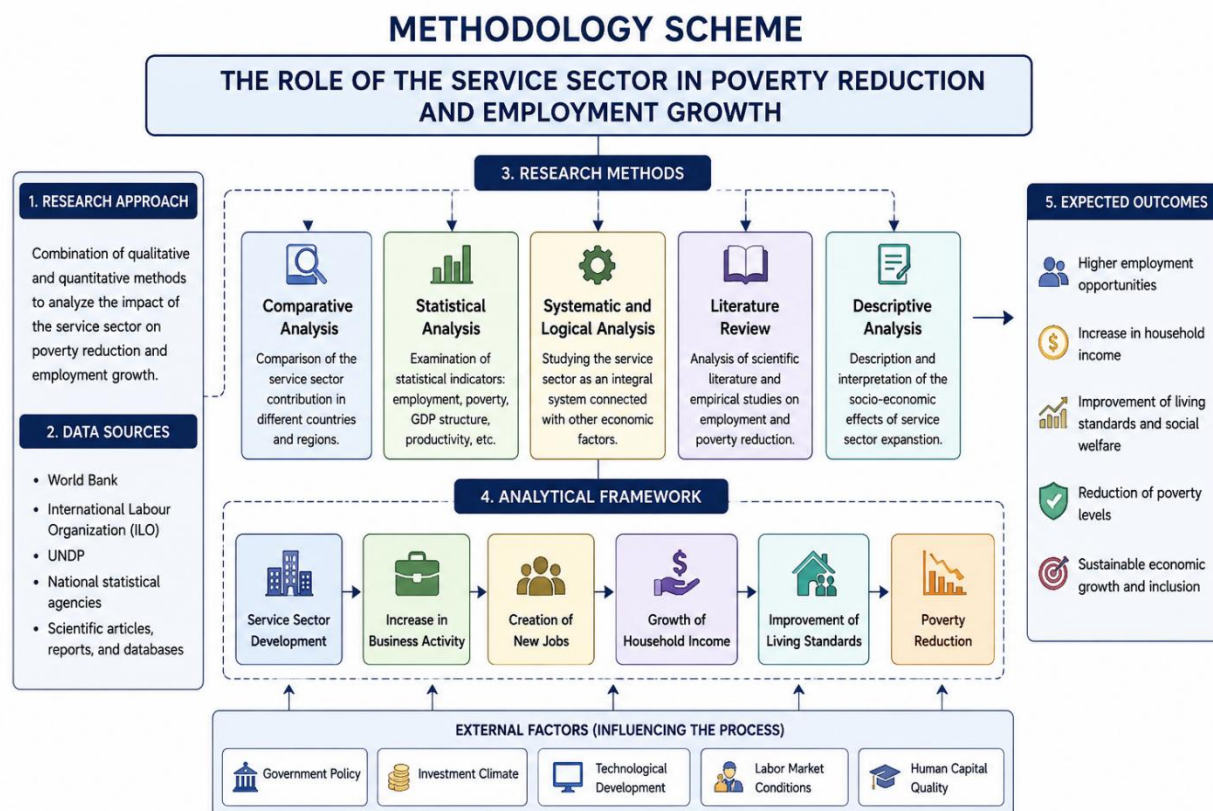 METHODOLOGY SCHEME
THE ROLE OF THE SERVICE SECTOR IN POVERTY REDUCTION
AND EMPLOYMENT GROWTH
1. RESEARCH APPROACH
Combination of qualitative
and quantitative methods
to analyze the impact of
the service sector on
poverty reduction and
employment growth.
2. DATA SOURCES
• World Bank
• International Labour
Organization (ILO)
• UNDP
• National statistical
agencies
• Scientific articles,
reports, and databases
3. RESEARCH METHODS
Comparative
Analysis
Comparison of the
service sector
contribution in
different countries
and regions.
Statistical
Analysis
Examination of
statistical indicators:
employment, poverty,
GDP structure,
productivity, etc.
Systematic and
Logical Analysis
Studying the service
sector as an integral
system connected
with other economic
factors.
Literature
Review
Analysis of scientific
literature and
empirical studies on
employment and
poverty reduction.
Descriptive
Analysis
Description and
interpretation of the
socio-economic
effects of service
sector expanstion.
4. ANALYTICAL FRAMEWORK
Service Sector
Development
Increase in
Business Activity
Creation of
New Jobs
$
Growth of
Household Income
Improvement of
Living Standards
Poverty
Reduction
EXTERNAL FACTORS (INFLUENCING THE PROCESS)
Government Policy
Investment Climate
Technological
Development
Labor Market
Conditions
Human Capital
Quality
5. EXPECTED OUTCOMES
Higher employment
opportunities
$
Increase in household
income
Improvement of living
standards and social
welfare
Reduction of poverty
levels
Sustainable economic
growth and inclusion